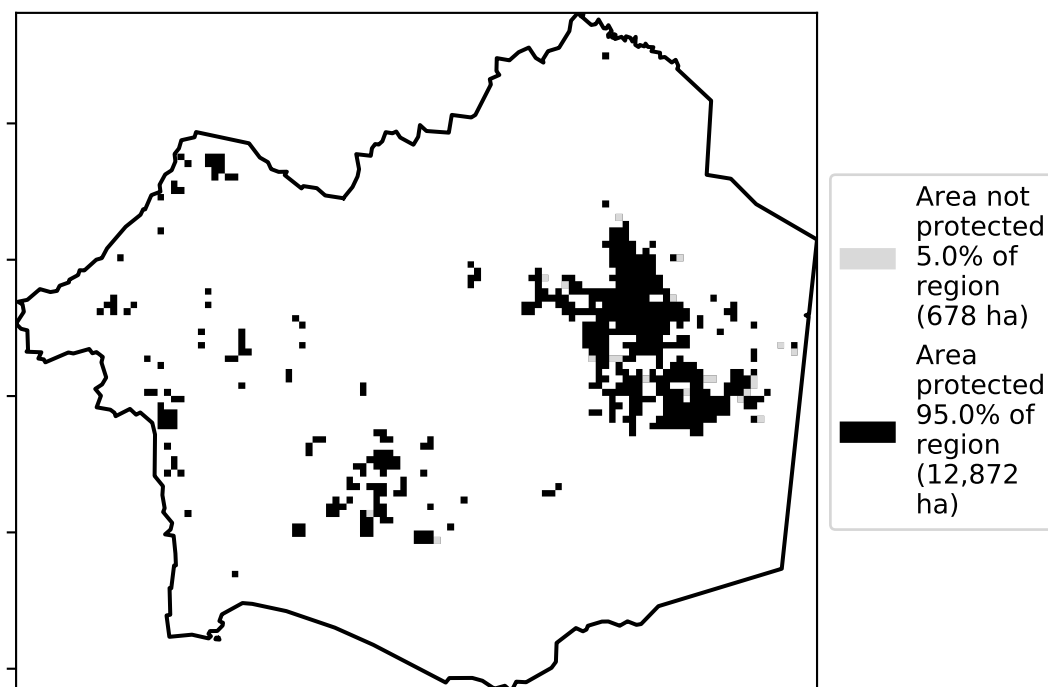 Area not
protected
5.0% of
region
(678 ha)
Area
protected
95.0% of
region
(12,872
ha)